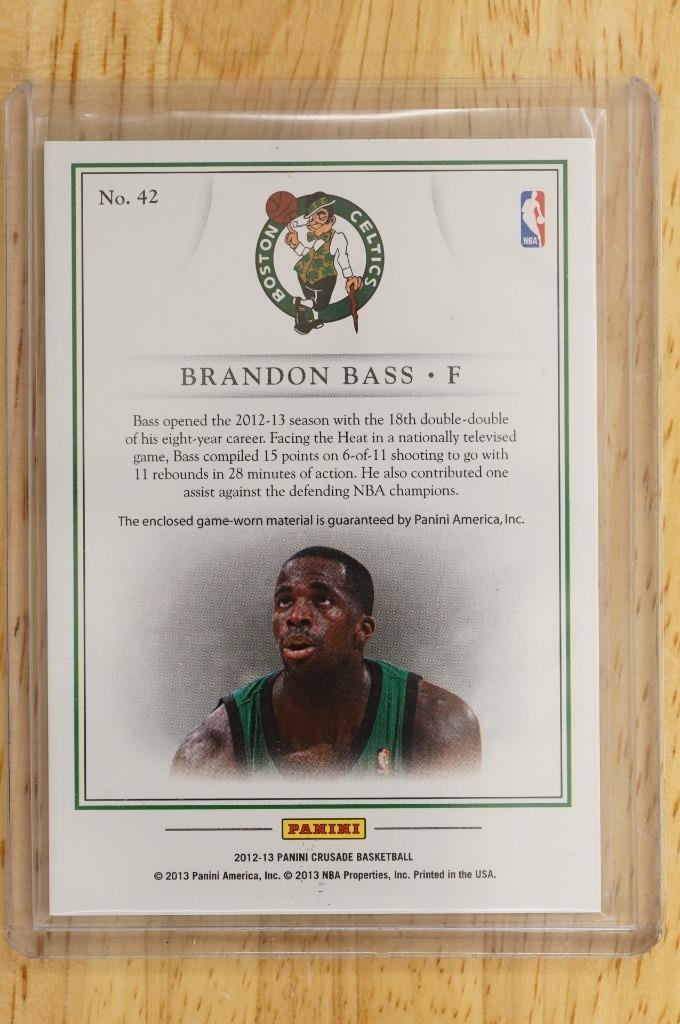 No. 42
BOSTON CELTICS
NBA
BRANDON BASS • F
Bass opened the 2012-13 season with the 18th double-double
of his eight-year career. Facing the Heat in a nationally televised
game, Bass compiled 15 points on 6-of-11 shooting to go with
11 rebounds in 28 minutes of action. He also contributed one
assist against the defending NBA champions.
The enclosed game-worn material is guaranteed by Panini America, Inc.
PANINI
2012-13 PANINI CRUSADE BASKETBALL
© 2013 Panini America, Inc. © 2013 NBA Properties, Inc. Printed in the USA.